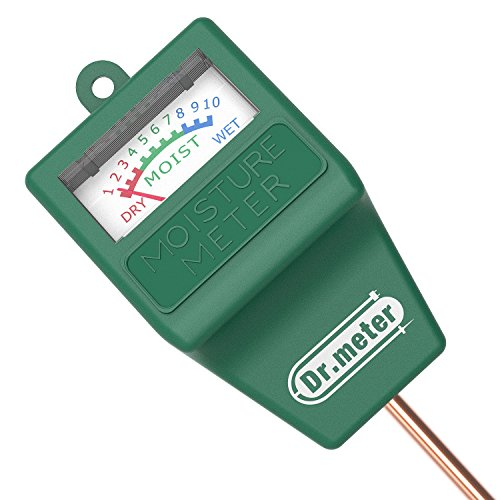 1 2 3 4 5 6 7 8 9 10
DRY MOIST WET
MOISTURE
METER
Dr.meter